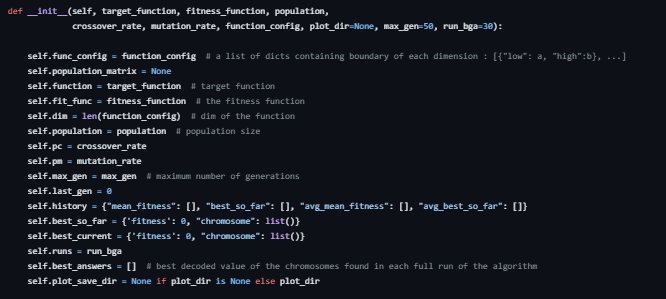 def __init__(self, target_function, fitness_function, population,
crossover_rate, mutation_rate, function_config, plot_dir=None, max_gen=50, run_bga=30):
self.func_config = function_config  # a list of dicts containing boundary of each dimension : [{"low": a, "high":b}, ...]
self.population_matrix = None
self.function = target_function  # target function
self.fit_func = fitness_function  # the fitness function
self.dim = len(function_config)  # dim of the function
self.population = population  # population size
self.pc = crossover_rate
self.pm = mutation_rate
self.max_gen = max_gen  # maximum number of generations
self.last_gen = 0
self.history = {"mean_fitness": [], "best_so_far": [], "avg_mean_fitness": [], "avg_best_so_far": []}
self.best_so_far = {'fitness': 0, "chromosome": list()}
self.best_current = {'fitness': 0, "chromosome": list()}
self.runs = run_bga
self.best_answers = []  # best decoded value of the chromosomes found in each full run of the algorithm
self.plot_save_dir = None if plot_dir is None else plot_dir